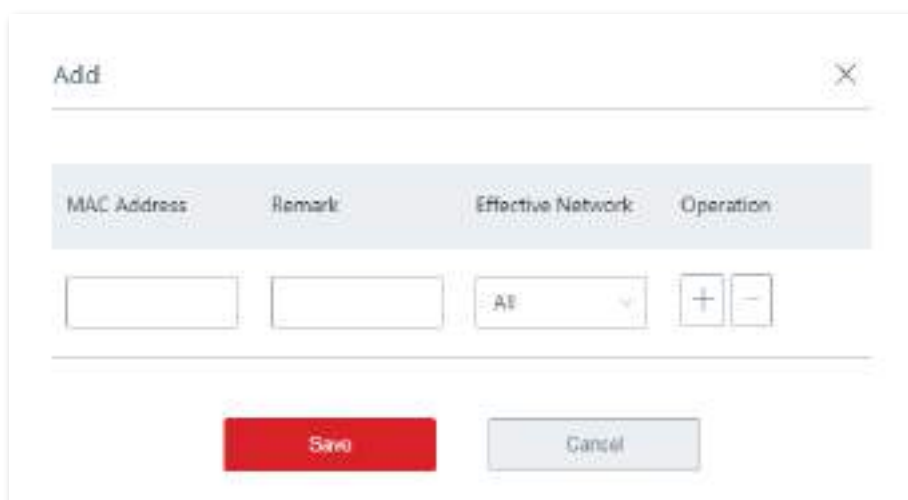 Add
MAC Address Remark Effective Network Operation
All
Save Cancel